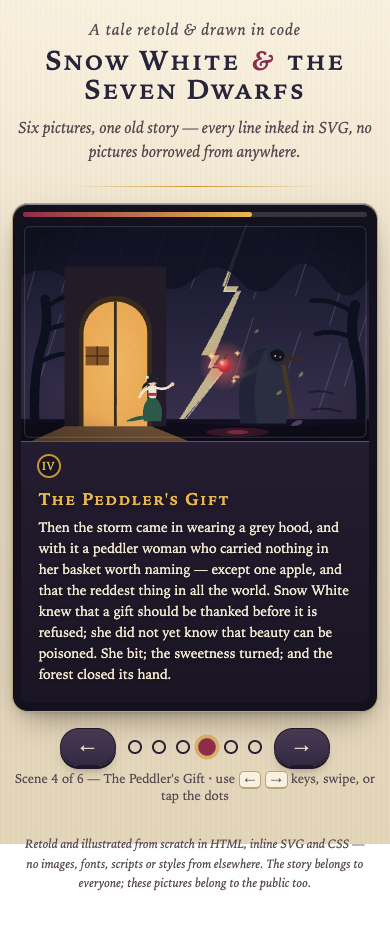 A tale retold & drawn in code
Snow White & the
Seven Dwarfs
Six pictures, one old story — every line inked in SVG, no
pictures borrowed from anywhere.
IV
The Peddler's Gift
Then the storm came in wearing a grey hood, and
with it a peddler woman who carried nothing in
her basket worth naming — except one apple, and
that the reddest thing in all the world. Snow White
knew that a gift should be thanked before it is
refused; she did not yet know that beauty can be
poisoned. She bit; the sweetness turned; and the
forest closed its hand.
← →
Scene 4 of 6 — The Peddler's Gift · use ← → keys, swipe, or
tap the dots
Retold and illustrated from scratch in HTML, inline SVG and CSS —
no images, fonts, scripts or styles from elsewhere. The story belongs to
everyone; these pictures belong to the public too.